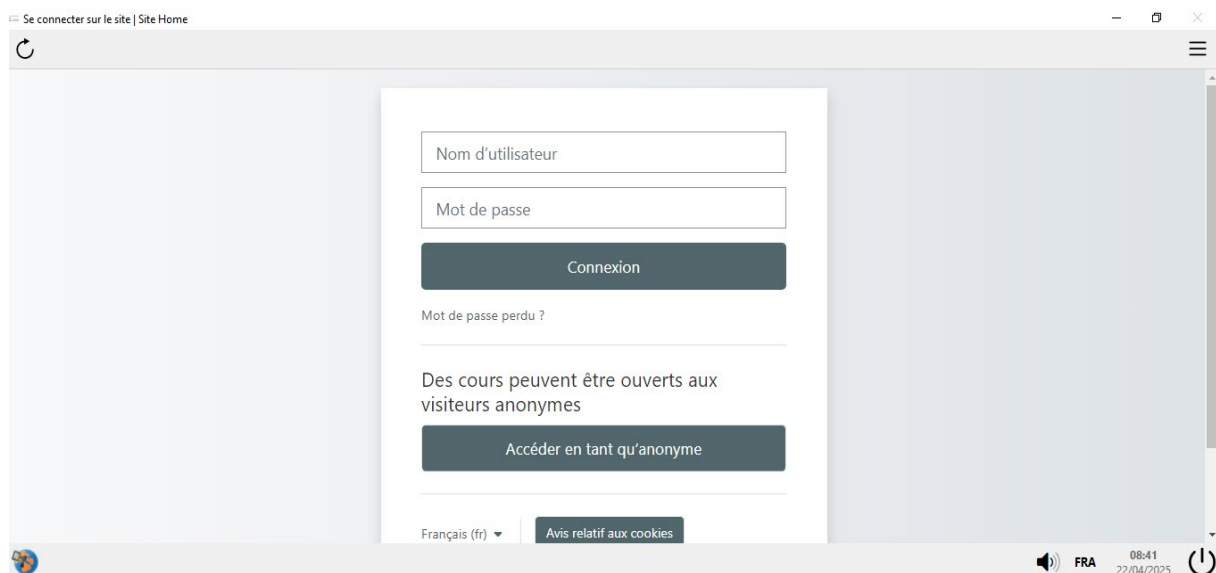 Se connecter sur le site | Site Home
Nom d'utilisateur
Mot de passe
Connexion
Mot de passe perdu ?
Des cours peuvent être ouverts aux
visiteurs anonymes
Accéder en tant qu'anonyme
Français (fr)
Avis relatif aux cookies
FRA
08:41
22/04/2025